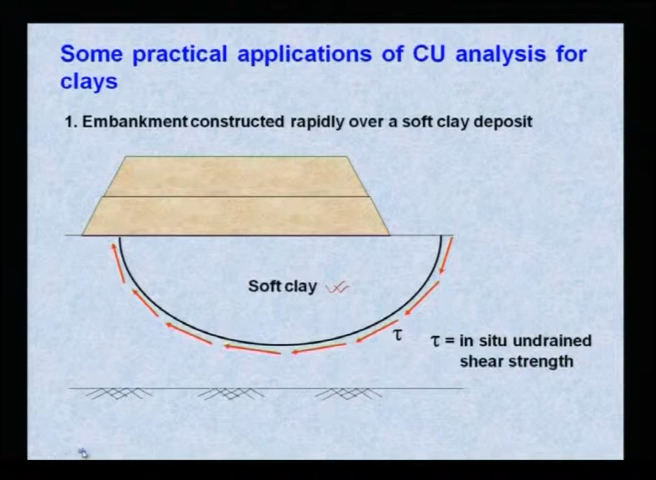 Some practical applications of CU analysis for
clays
1. Embankment constructed rapidly over a soft clay deposit
Soft clay
τ
τ = in situ undrained
shear strength